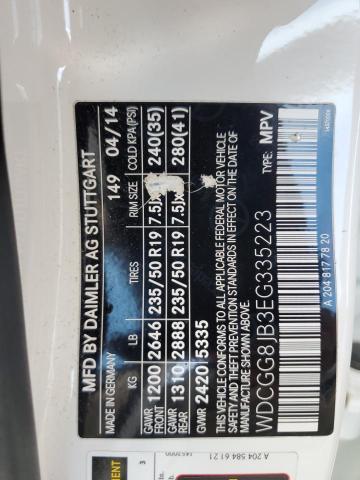 MFD BY DAIMLER AG STUTTGART
MADE IN GERMANY 149 04/14
KG LB TIRES RIM SIZE COLD KPA(PSI)
GAWR FRONT 1200 2646 235/50 R19 7.5Jx 240(35)
GAWR REAR 1310 2888 235/50 R19 7.5Jx 280(41)
GVWR 2420 5335
THIS VEHICLE CONFORMS TO ALL APPLICABLE FEDERAL MOTOR VEHICLE
SAFETY AND THEFT PREVENTION STANDARDS IN EFFECT ON THE DATE OF
MANUFACTURE SHOWN ABOVE.
WDCGG8JB3EG335223 TYPE: MPV
A 204 817 78 20
A 204 584 61 21